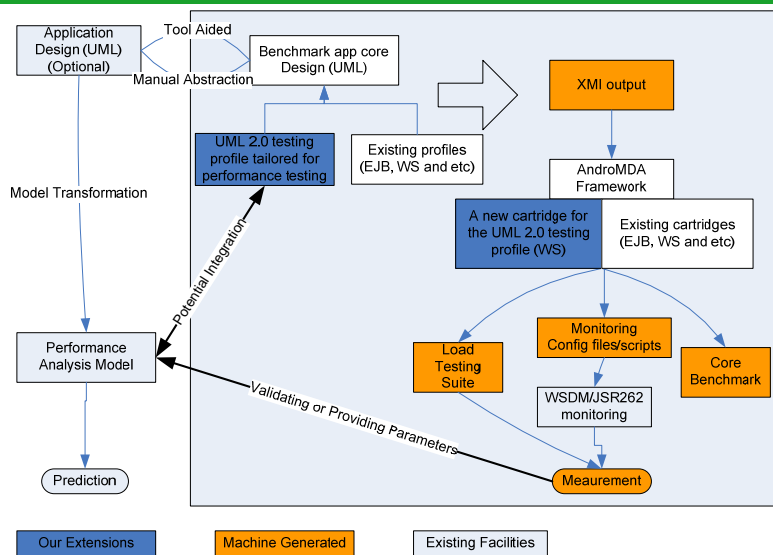 Application
Design (UML)
(Optional)
Tool Aided
Manual Abstraction
Benchmark app core
Design (UML)
XMI output
UML 2.0 testing
profile tailored for
performance testing
Existing profiles
(EJB, WS and etc)
AndroMDA
Framework
Model Transformation
A new cartridge for
the UML 2.0 testing
profile (WS)
Existing cartridges
(EJB, WS and etc)
Potential Integration
Performance
Analysis Model
Load
Testing
Suite
Monitoring
Config files/scripts
Core
Benchmark
WSDM/JSR262
monitoring
Validating or Providing Parameters
Prediction
Meaurement
Our Extensions
Machine Generated
Existing Facilities